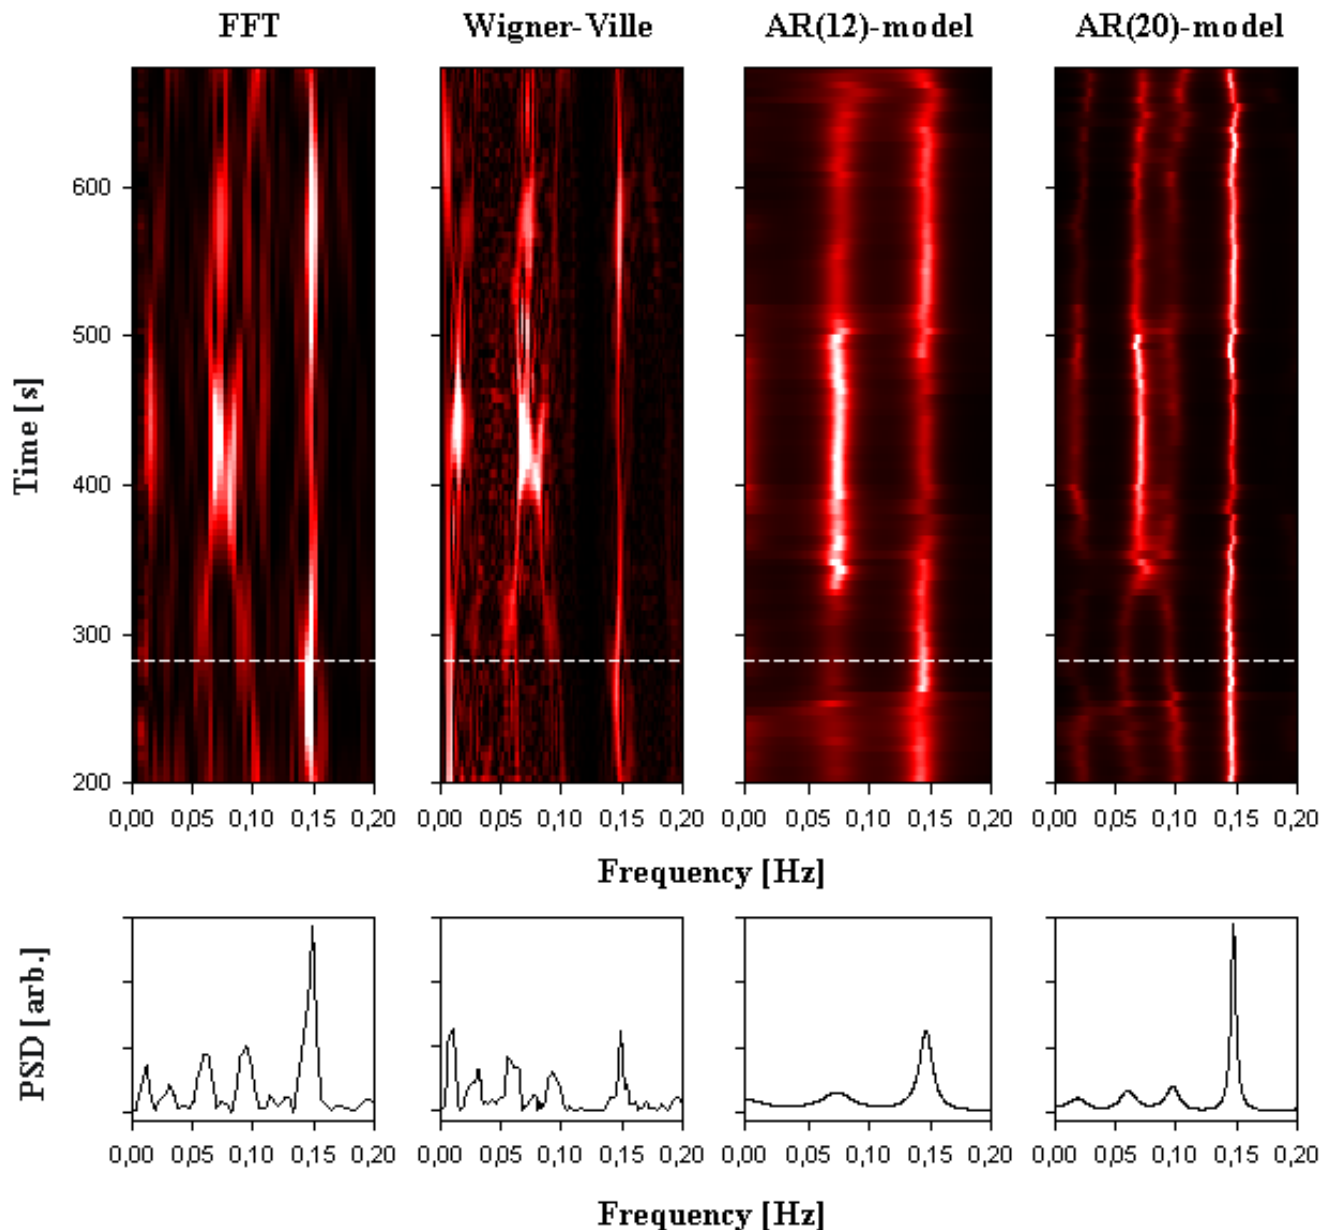 FFT Wigner-Ville AR(12)-model AR(20)-model
Time [s]
600
500
400
300
200
0,00 0,05 0,10 0,15 0,20 0,00 0,05 0,10 0,15 0,20 0,00 0,05 0,10 0,15 0,20 0,00 0,05 0,10 0,15 0,20
Frequency [Hz]
PSD [arb.]
0,00 0,05 0,10 0,15 0,20 0,00 0,05 0,10 0,15 0,20 0,00 0,05 0,10 0,15 0,20 0,00 0,05 0,10 0,15 0,20
Frequency [Hz]